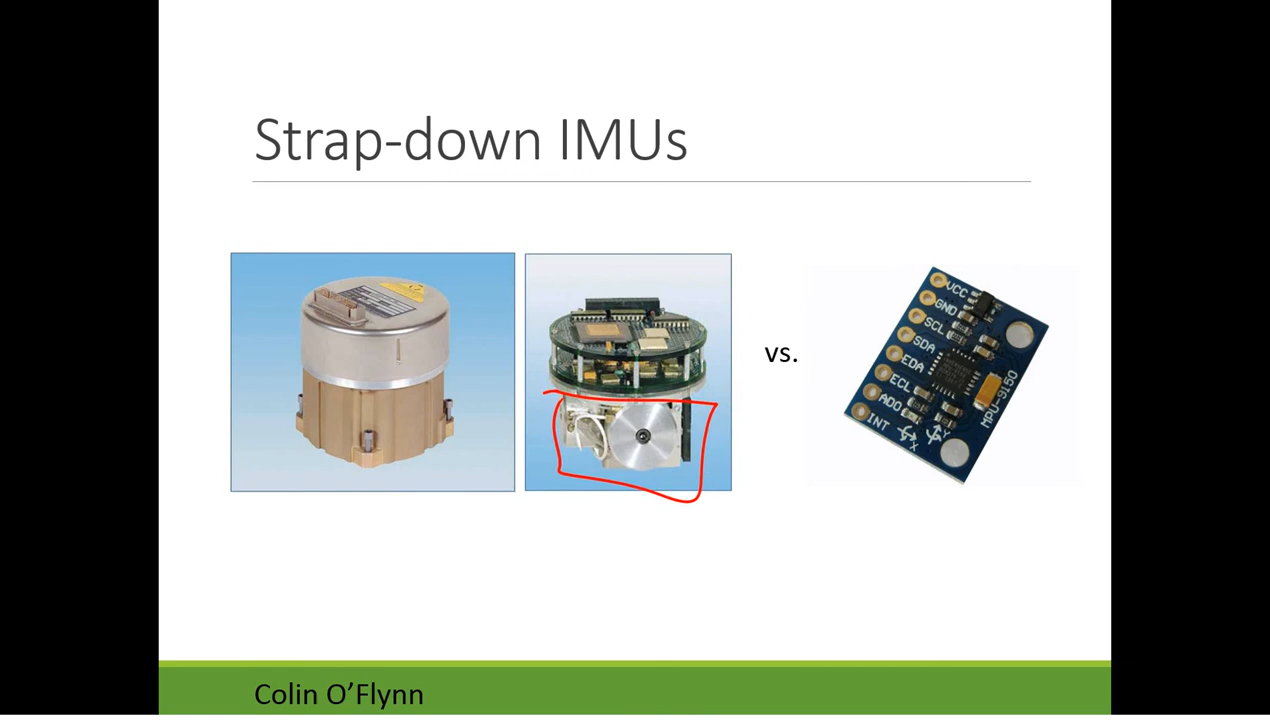 Strap-down IMUs
vs.
VCC
GND
SCL
SDA
EDA
ECL
ADO
INT
MPU-9150
Y
X
Colin O'Flynn